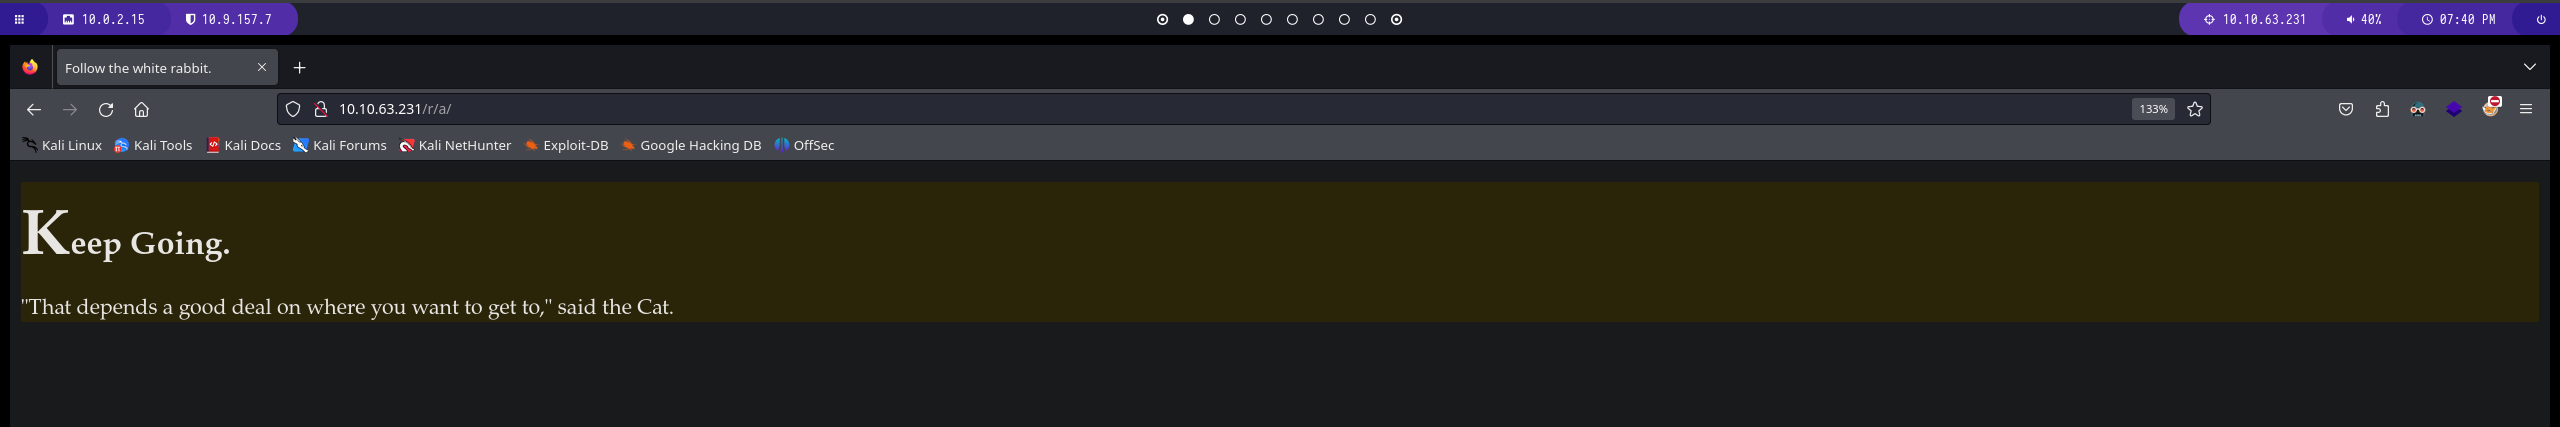 10.0.2.15 10.9.157.7 10.10.63.231 40% 07:40 PM
Follow the white rabbit.
10.10.63.231/r/a/ 133%
Kali Linux Kali Tools Kali Docs Kali Forums Kali NetHunter Exploit-DB Google Hacking DB OffSec
Keep Going.
"That depends a good deal on where you want to get to," said the Cat.